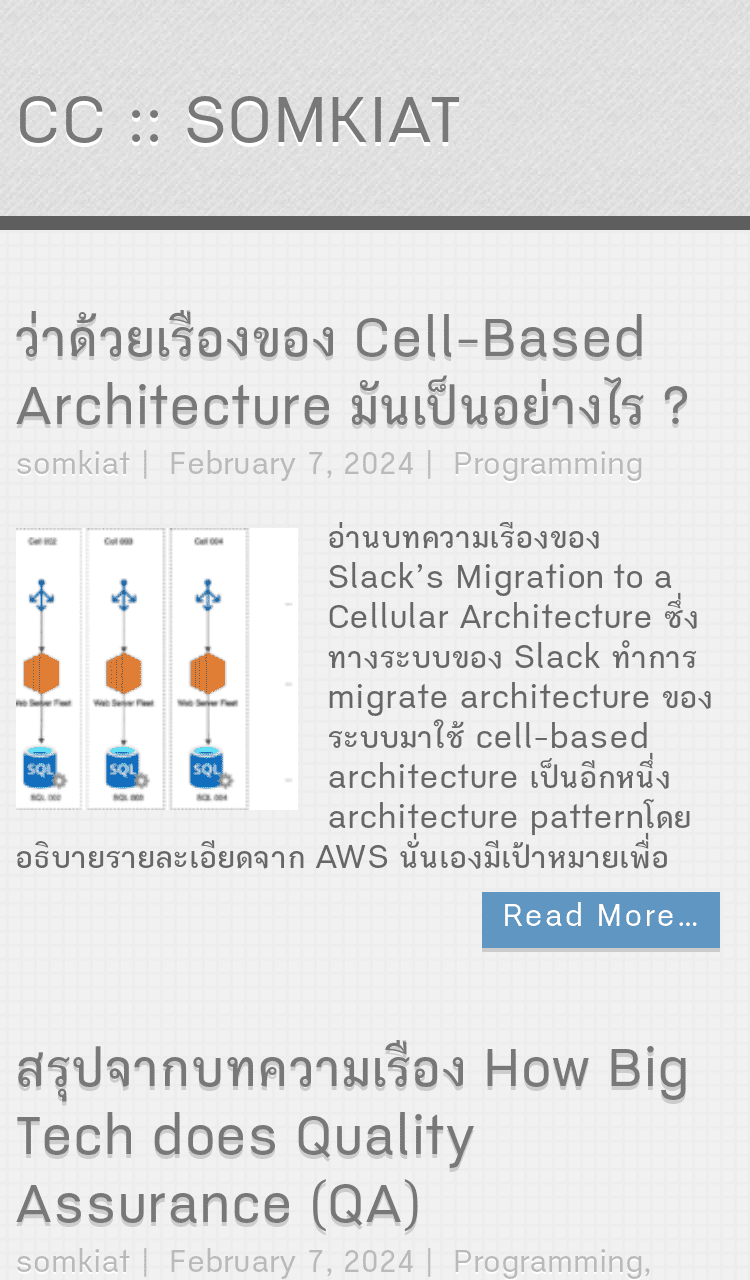 CC :: SOMKIAT
ว่าด้วยเรื่องของ Cell-Based
Architecture มันเป็นอย่างไร ?
somkiat | February 7, 2024 | Programming
Cell 002 Cell 003 Cell 004
Web Server Fleet Web Server Fleet Web Server Fleet
SQL SQL SQL
SQL 002 SQL 003 SQL 004
อ่านบทความเรื่องของ
Slack’s Migration to a
Cellular Architecture ซึ่ง
ทางระบบของ Slack ทำการ
migrate architecture ของ
ระบบมาใช้ cell-based
architecture เป็นอีกหนึ่ง
architecture patternโดย
อธิบายรายละเอียดจาก AWS นั่นเองมีเป้าหมายเพื่อ
Read More…
สรุปจากบทความเรื่อง How Big
Tech does Quality
Assurance (QA)
somkiat | February 7, 2024 | Programming,